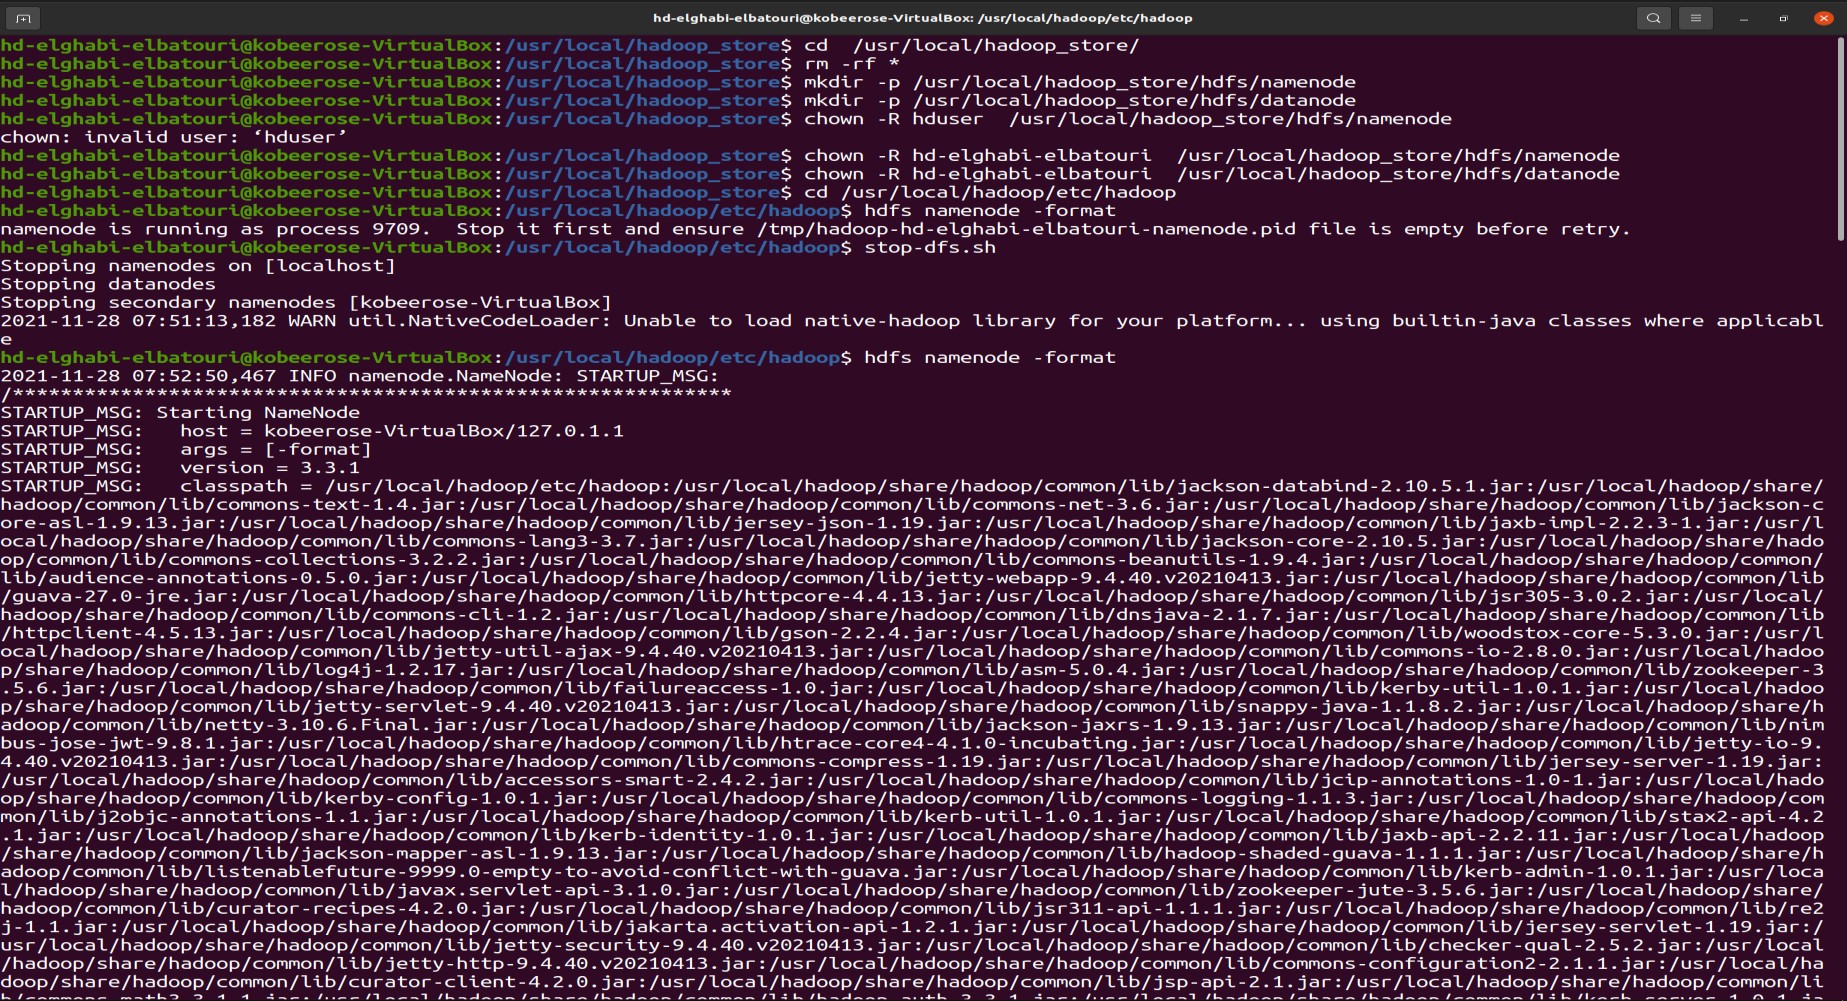 hd-elghabi-elbatouri@kobeerose-VirtualBox: /usr/local/hadoop/etc/hadoop
hd-elghabi-elbatouri@kobeerose-VirtualBox:/usr/local/hadoop_store$ cd  /usr/local/hadoop_store/
hd-elghabi-elbatouri@kobeerose-VirtualBox:/usr/local/hadoop_store$ rm -rf *
hd-elghabi-elbatouri@kobeerose-VirtualBox:/usr/local/hadoop_store$ mkdir -p /usr/local/hadoop_store/hdfs/namenode
hd-elghabi-elbatouri@kobeerose-VirtualBox:/usr/local/hadoop_store$ mkdir -p /usr/local/hadoop_store/hdfs/datanode
hd-elghabi-elbatouri@kobeerose-VirtualBox:/usr/local/hadoop_store$ chown -R hduser  /usr/local/hadoop_store/hdfs/namenode
chown: invalid user: ‘hduser’
hd-elghabi-elbatouri@kobeerose-VirtualBox:/usr/local/hadoop_store$ chown -R hd-elghabi-elbatouri  /usr/local/hadoop_store/hdfs/namenode
hd-elghabi-elbatouri@kobeerose-VirtualBox:/usr/local/hadoop_store$ chown -R hd-elghabi-elbatouri  /usr/local/hadoop_store/hdfs/datanode
hd-elghabi-elbatouri@kobeerose-VirtualBox:/usr/local/hadoop_store$ cd /usr/local/hadoop/etc/hadoop
hd-elghabi-elbatouri@kobeerose-VirtualBox:/usr/local/hadoop/etc/hadoop$ hdfs namenode -format
namenode is running as process 9709.  Stop it first and ensure /tmp/hadoop-hd-elghabi-elbatouri-namenode.pid file is empty before retry.
hd-elghabi-elbatouri@kobeerose-VirtualBox:/usr/local/hadoop/etc/hadoop$ stop-dfs.sh
Stopping namenodes on [localhost]
Stopping datanodes
Stopping secondary namenodes [kobeerose-VirtualBox]
2021-11-28 07:51:13,182 WARN util.NativeCodeLoader: Unable to load native-hadoop library for your platform... using builtin-java classes where applicabl
e
hd-elghabi-elbatouri@kobeerose-VirtualBox:/usr/local/hadoop/etc/hadoop$ hdfs namenode -format
2021-11-28 07:52:50,467 INFO namenode.NameNode: STARTUP_MSG:
/************************************************************
STARTUP_MSG: Starting NameNode
STARTUP_MSG:   host = kobeerose-VirtualBox/127.0.1.1
STARTUP_MSG:   args = [-format]
STARTUP_MSG:   version = 3.3.1
STARTUP_MSG:   classpath = /usr/local/hadoop/etc/hadoop:/usr/local/hadoop/share/hadoop/common/lib/jackson-databind-2.10.5.1.jar:/usr/local/hadoop/share/
hadoop/common/lib/commons-text-1.4.jar:/usr/local/hadoop/share/hadoop/common/lib/commons-net-3.6.jar:/usr/local/hadoop/share/hadoop/common/lib/jackson-c
ore-asl-1.9.13.jar:/usr/local/hadoop/share/hadoop/common/lib/jersey-json-1.19.jar:/usr/local/hadoop/share/hadoop/common/lib/jaxb-impl-2.2.3-1.jar:/usr/l
ocal/hadoop/share/hadoop/common/lib/commons-lang3-3.7.jar:/usr/local/hadoop/share/hadoop/common/lib/jackson-core-2.10.5.jar:/usr/local/hadoop/share/hado
op/common/lib/commons-collections-3.2.2.jar:/usr/local/hadoop/share/hadoop/common/lib/commons-beanutils-1.9.4.jar:/usr/local/hadoop/share/hadoop/common/
lib/audience-annotations-0.5.0.jar:/usr/local/hadoop/share/hadoop/common/lib/jetty-webapp-9.4.40.v20210413.jar:/usr/local/hadoop/share/hadoop/common/lib
/guava-27.0-jre.jar:/usr/local/hadoop/share/hadoop/common/lib/httpcore-4.4.13.jar:/usr/local/hadoop/share/hadoop/common/lib/jsr305-3.0.2.jar:/usr/local/
hadoop/share/hadoop/common/lib/commons-cli-1.2.jar:/usr/local/hadoop/share/hadoop/common/lib/dnsjava-2.1.7.jar:/usr/local/hadoop/share/hadoop/common/lib
/httpclient-4.5.13.jar:/usr/local/hadoop/share/hadoop/common/lib/gson-2.2.4.jar:/usr/local/hadoop/share/hadoop/common/lib/woodstox-core-5.3.0.jar:/usr/l
ocal/hadoop/share/hadoop/common/lib/jetty-util-ajax-9.4.40.v20210413.jar:/usr/local/hadoop/share/hadoop/common/lib/commons-io-2.8.0.jar:/usr/local/hadoo
p/share/hadoop/common/lib/log4j-1.2.17.jar:/usr/local/hadoop/share/hadoop/common/lib/asm-5.0.4.jar:/usr/local/hadoop/share/hadoop/common/lib/zookeeper-3
.5.6.jar:/usr/local/hadoop/share/hadoop/common/lib/failureaccess-1.0.jar:/usr/local/hadoop/share/hadoop/common/lib/kerby-util-1.0.1.jar:/usr/local/hadoo
p/share/hadoop/common/lib/jetty-servlet-9.4.40.v20210413.jar:/usr/local/hadoop/share/hadoop/common/lib/snappy-java-1.1.8.2.jar:/usr/local/hadoop/share/h
adoop/common/lib/netty-3.10.6.Final.jar:/usr/local/hadoop/share/hadoop/common/lib/jackson-jaxrs-1.9.13.jar:/usr/local/hadoop/share/hadoop/common/lib/nim
bus-jose-jwt-9.8.1.jar:/usr/local/hadoop/share/hadoop/common/lib/htrace-core4-4.1.0-incubating.jar:/usr/local/hadoop/share/hadoop/common/lib/jetty-io-9.
4.40.v20210413.jar:/usr/local/hadoop/share/hadoop/common/lib/commons-compress-1.19.jar:/usr/local/hadoop/share/hadoop/common/lib/jersey-server-1.19.jar:
/usr/local/hadoop/share/hadoop/common/lib/accessors-smart-2.4.2.jar:/usr/local/hadoop/share/hadoop/common/lib/jcip-annotations-1.0-1.jar:/usr/local/hado
op/share/hadoop/common/lib/kerby-config-1.0.1.jar:/usr/local/hadoop/share/hadoop/common/lib/commons-logging-1.1.3.jar:/usr/local/hadoop/share/hadoop/com
mon/lib/j2objc-annotations-1.1.jar:/usr/local/hadoop/share/hadoop/common/lib/kerb-util-1.0.1.jar:/usr/local/hadoop/share/hadoop/common/lib/stax2-api-4.2
.1.jar:/usr/local/hadoop/share/hadoop/common/lib/kerb-identity-1.0.1.jar:/usr/local/hadoop/share/hadoop/common/lib/jaxb-api-2.2.11.jar:/usr/local/hadoop
/share/hadoop/common/lib/jackson-mapper-asl-1.9.13.jar:/usr/local/hadoop/share/hadoop/common/lib/hadoop-shaded-guava-1.1.1.jar:/usr/local/hadoop/share/h
adoop/common/lib/listenablefuture-9999.0-empty-to-avoid-conflict-with-guava.jar:/usr/local/hadoop/share/hadoop/common/lib/kerb-admin-1.0.1.jar:/usr/loca
l/hadoop/share/hadoop/common/lib/javax.servlet-api-3.1.0.jar:/usr/local/hadoop/share/hadoop/common/lib/zookeeper-jute-3.5.6.jar:/usr/local/hadoop/share/
hadoop/common/lib/curator-recipes-4.2.0.jar:/usr/local/hadoop/share/hadoop/common/lib/jsr311-api-1.1.1.jar:/usr/local/hadoop/share/hadoop/common/lib/re2
j-1.1.jar:/usr/local/hadoop/share/hadoop/common/lib/jakarta.activation-api-1.2.1.jar:/usr/local/hadoop/share/hadoop/common/lib/jersey-servlet-1.19.jar:/
usr/local/hadoop/share/hadoop/common/lib/jetty-security-9.4.40.v20210413.jar:/usr/local/hadoop/share/hadoop/common/lib/checker-qual-2.5.2.jar:/usr/local
/hadoop/share/hadoop/common/lib/jetty-http-9.4.40.v20210413.jar:/usr/local/hadoop/share/hadoop/common/lib/commons-configuration2-2.1.1.jar:/usr/local/ha
doop/share/hadoop/common/lib/curator-client-4.2.0.jar:/usr/local/hadoop/share/hadoop/common/lib/jsp-api-2.1.jar:/usr/local/hadoop/share/hadoop/common/li
b/commons-math3-3.1.1.jar:/usr/local/hadoop/share/hadoop/common/lib/hadoop-auth-3.3.1.jar:/usr/local/hadoop/share/hadoop/common/lib/kerb-server-1.0.1.ja